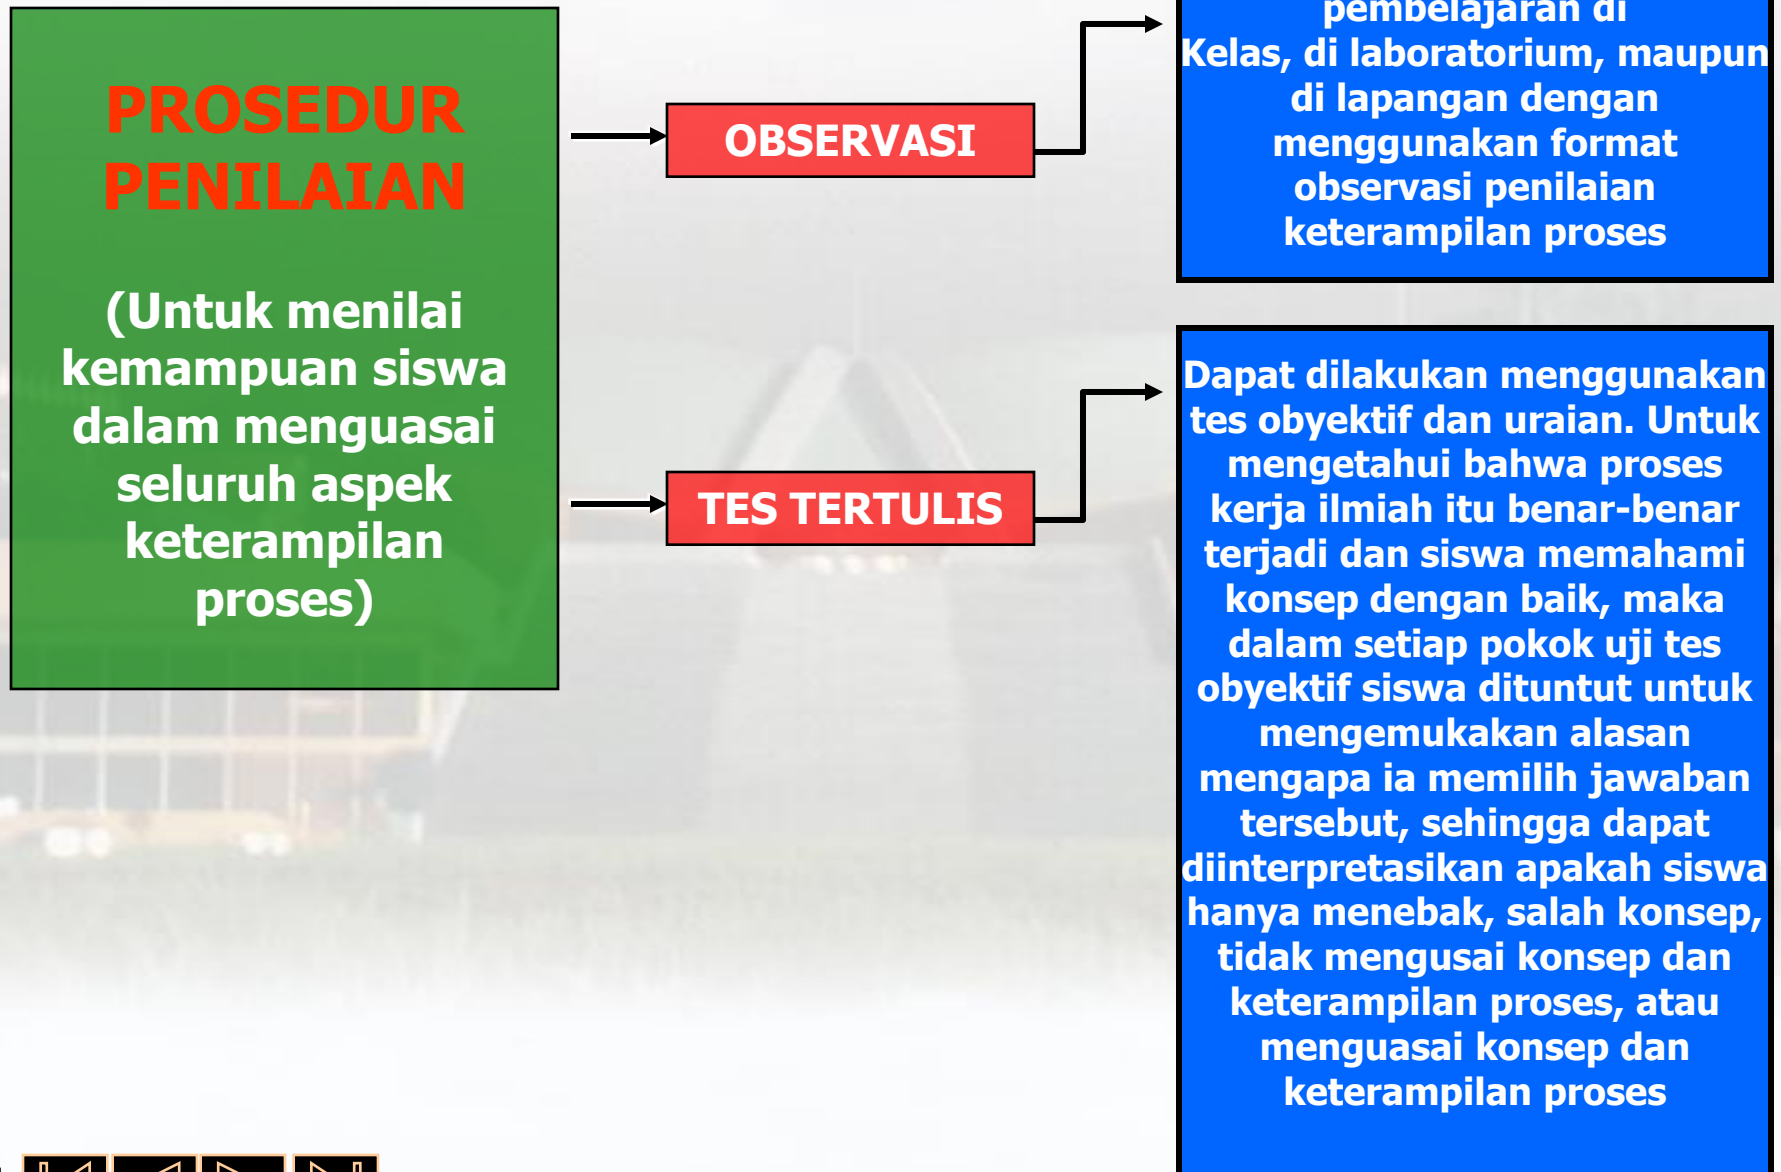 PROSEDUR
PENILAIAN
(Untuk menilai
kemampuan siswa
dalam menguasai
seluruh aspek
keterampilan
proses)
OBSERVASI
pembelajaran di
Kelas, di laboratorium, maupun
di lapangan dengan
menggunakan format
observasi penilaian
keterampilan proses
TES TERTULIS
Dapat dilakukan menggunakan
tes obyektif dan uraian. Untuk
mengetahui bahwa proses
kerja ilmiah itu benar-benar
terjadi dan siswa memahami
konsep dengan baik, maka
dalam setiap pokok uji tes
obyektif siswa dituntut untuk
mengemukakan alasan
mengapa ia memilih jawaban
tersebut, sehingga dapat
diinterpretasikan apakah siswa
hanya menebak, salah konsep,
tidak mengusai konsep dan
keterampilan proses, atau
menguasai konsep dan
keterampilan proses